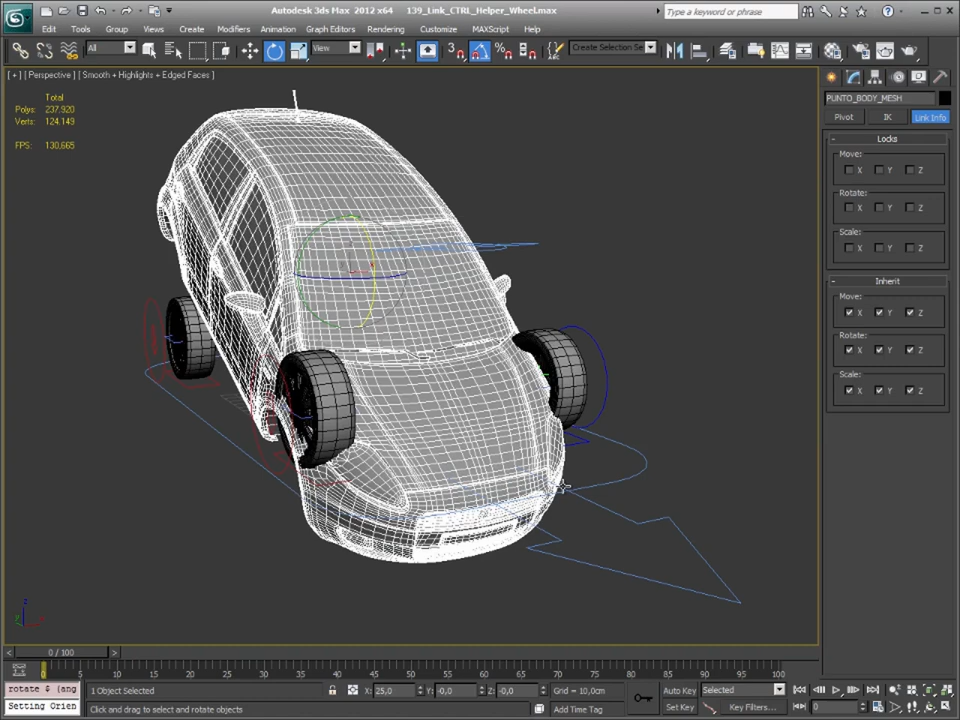 Autodesk 3ds Max 2012 x64    139_Link_CTRL_Helper_Wheel.max
Type a keyword or phrase
Edit Tools Group Views Create Modifiers Animation Graph Editors Rendering Customize MAXScript Help
All View Create Selection Se
[ + ] [ Perspective ] [ Smooth + Highlights + Edged Faces ]
Total
Polys: 237,920
Verts: 124,149
FPS: 130,665
PUNTO_BODY_MESH
Pivot IK Link Info
- Locks
Move:
X Y Z
Rotate:
X Y Z
Scale:
X Y Z
- Inherit
Move:
X Y Z
Rotate:
X Y Z
Scale:
X Y Z
< 0 / 100 >
0 5 10 15 20 25 30 35 40 45 50 55 60 65 70 75 80 85 90 95 100
rotate $ (ang 1 Object Selected X: 25,0 Y: -0,0 Z: -0,0 Grid = 10,0cm Auto Key Selected
Setting Orien Click and drag to select and rotate objects Add Time Tag Set Key Key Filters... 0